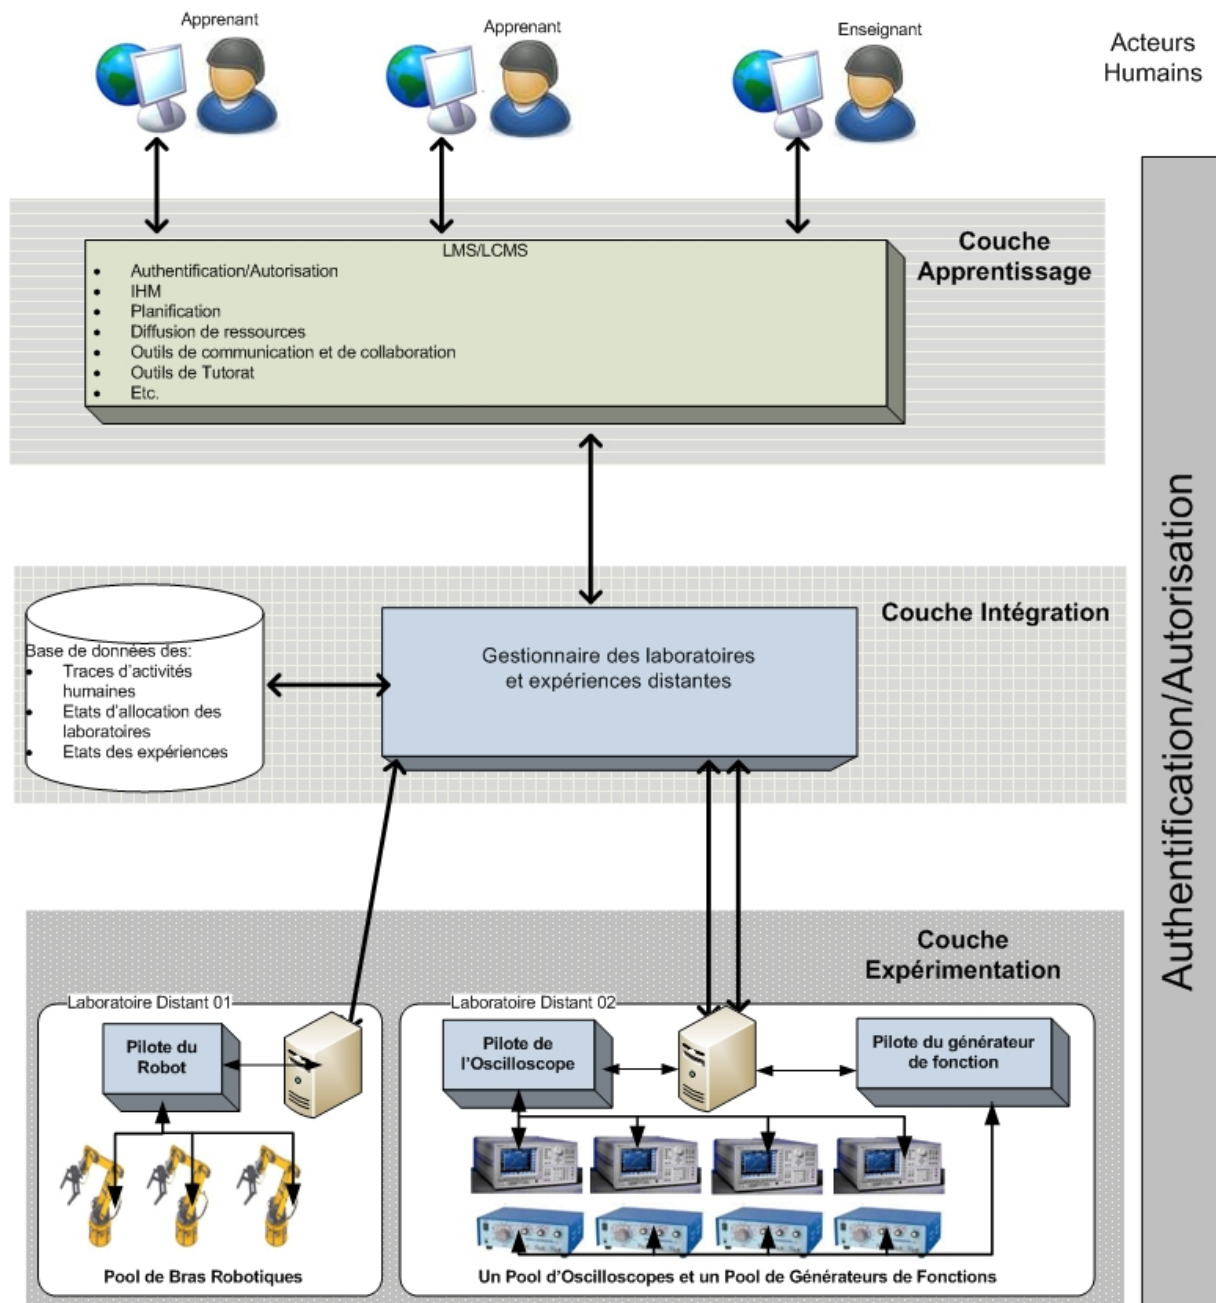 Apprenant
Apprenant
Enseignant
Acteurs
Humains
Couche
Apprentissage
LMS/LCMS
• Authentification/Autorisation
• IHM
• Planification
• Diffusion de ressources
• Outils de communication et de collaboration
• Outils de Tutorat
• Etc.
Authentification/Autorisation
Couche Intégration
Base de données des:
• Traces d'activités
humaines
• Etats d'allocation des
laboratoires
• Etats des expériences
Gestionnaire des laboratoires
et expériences distantes
Couche
Expérimentation
Laboratoire Distant 01
Pilote du
Robot
Pool de Bras Robotiques
Laboratoire Distant 02
Pilote de
l'Oscilloscope
Pilote du générateur
de fonction
Un Pool d'Oscilloscopes et un Pool de Générateurs de Fonctions